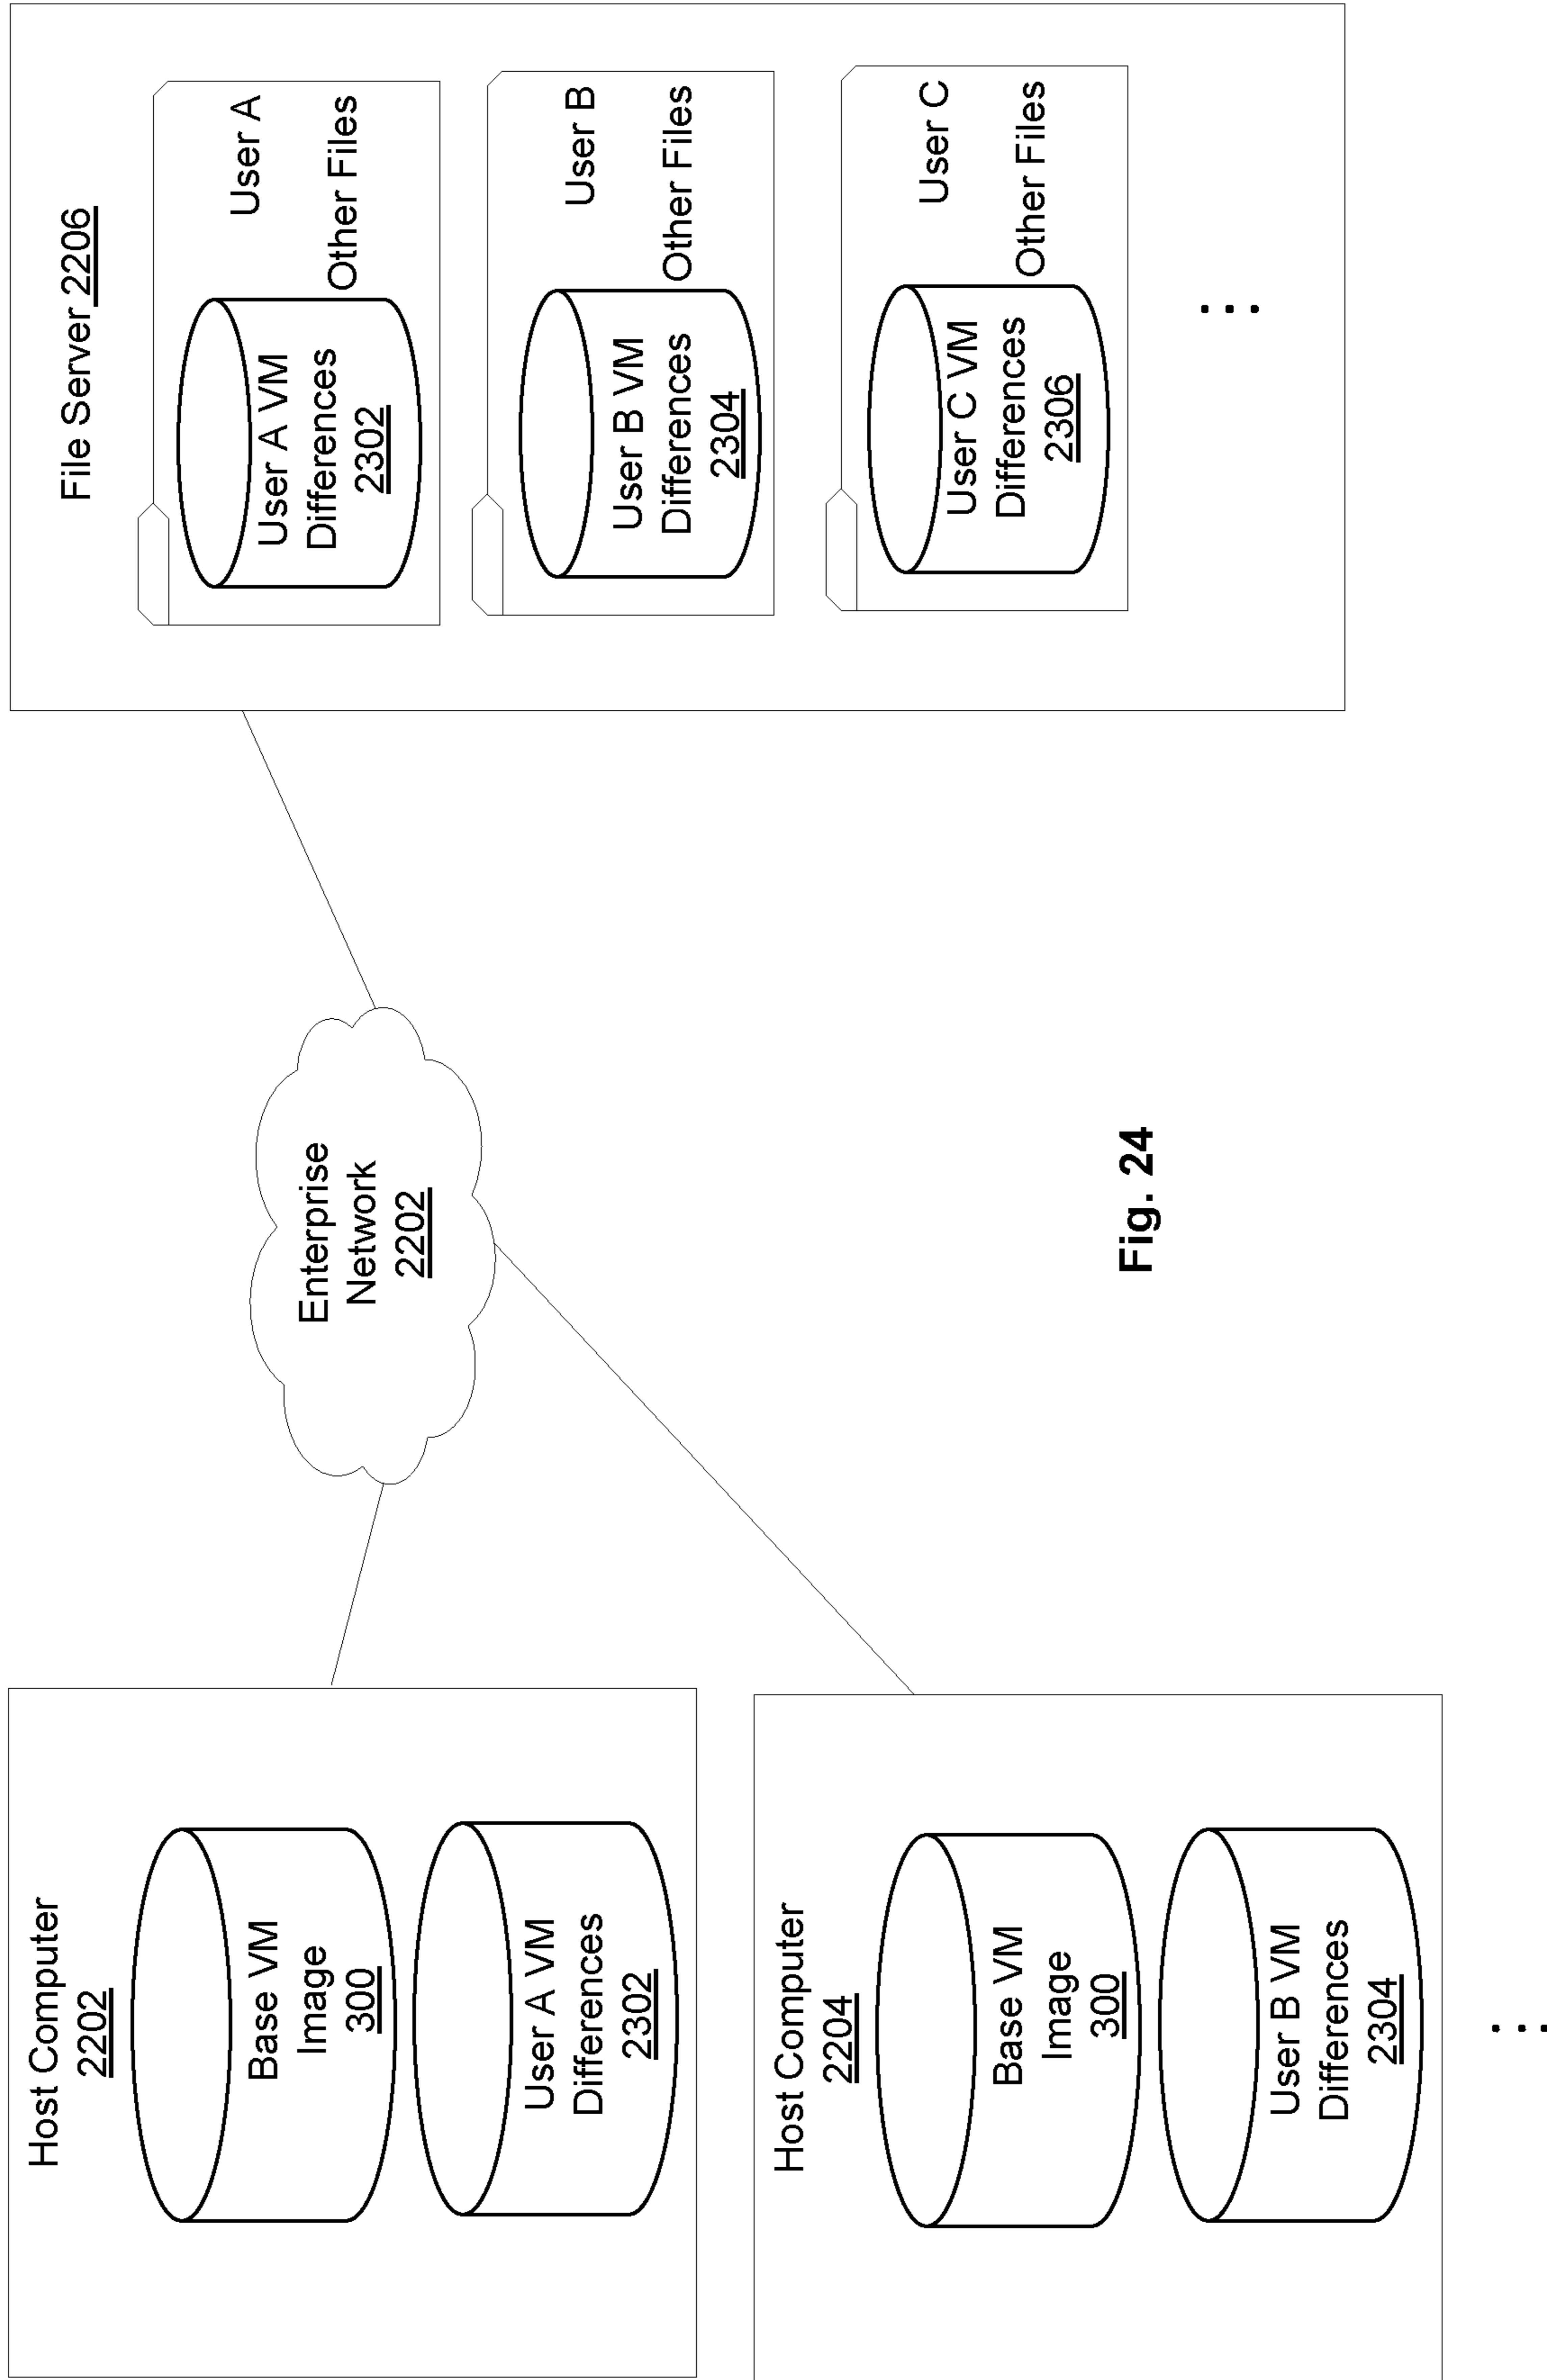 Host Computer
2202
Base VM
Image
300
User A VM
Differences
2302
Host Computer
2204
Base VM
Image
300
User B VM
Differences
2304
Enterprise
Network
2202
File Server 2206
User A
User A VM
Differences
2302
Other Files
User B
User B VM
Differences
2304
Other Files
User C
User C VM
Differences
2306
Other Files
Fig. 24